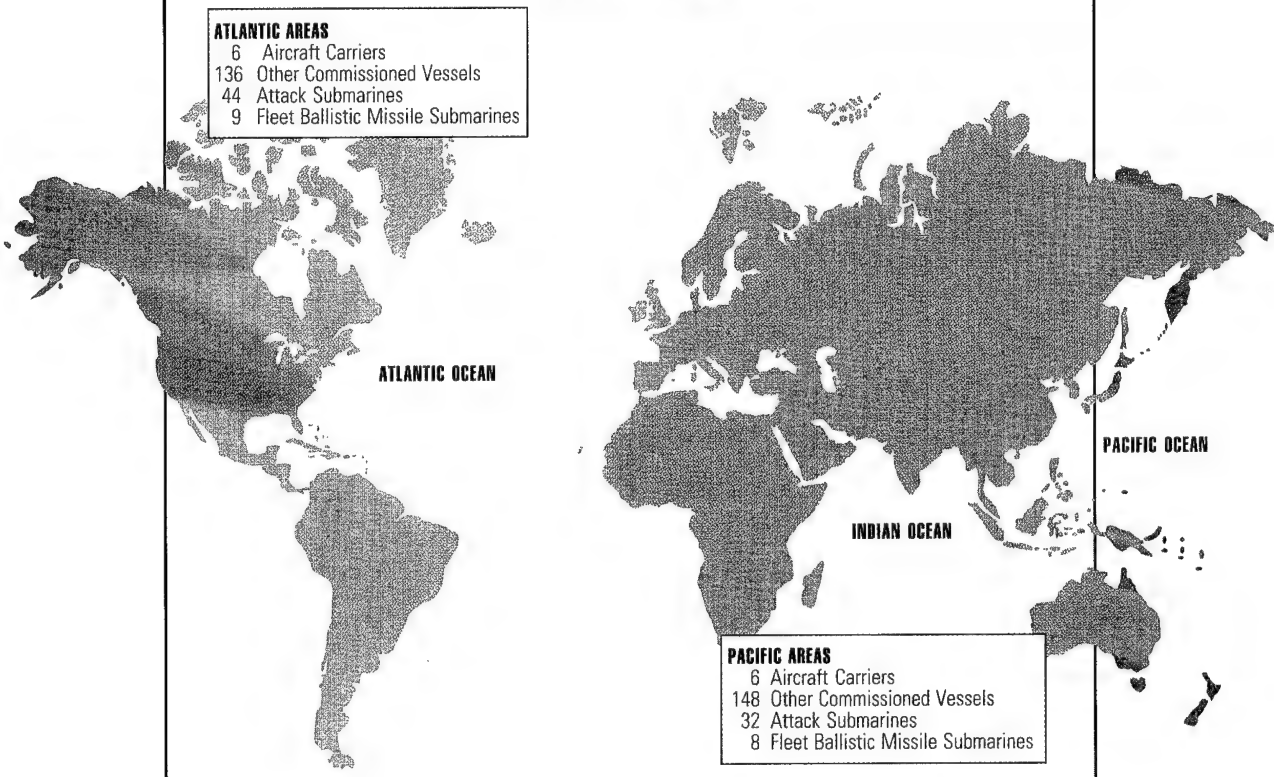 ATLANTIC AREAS
6 Aircraft Carriers
136 Other Commissioned Vessels
44 Attack Submarines
9 Fleet Ballistic Missile Submarines
ATLANTIC OCEAN
PACIFIC OCEAN
INDIAN OCEAN
PACIFIC AREAS
6 Aircraft Carriers
148 Other Commissioned Vessels
32 Attack Submarines
8 Fleet Ballistic Missile Submarines